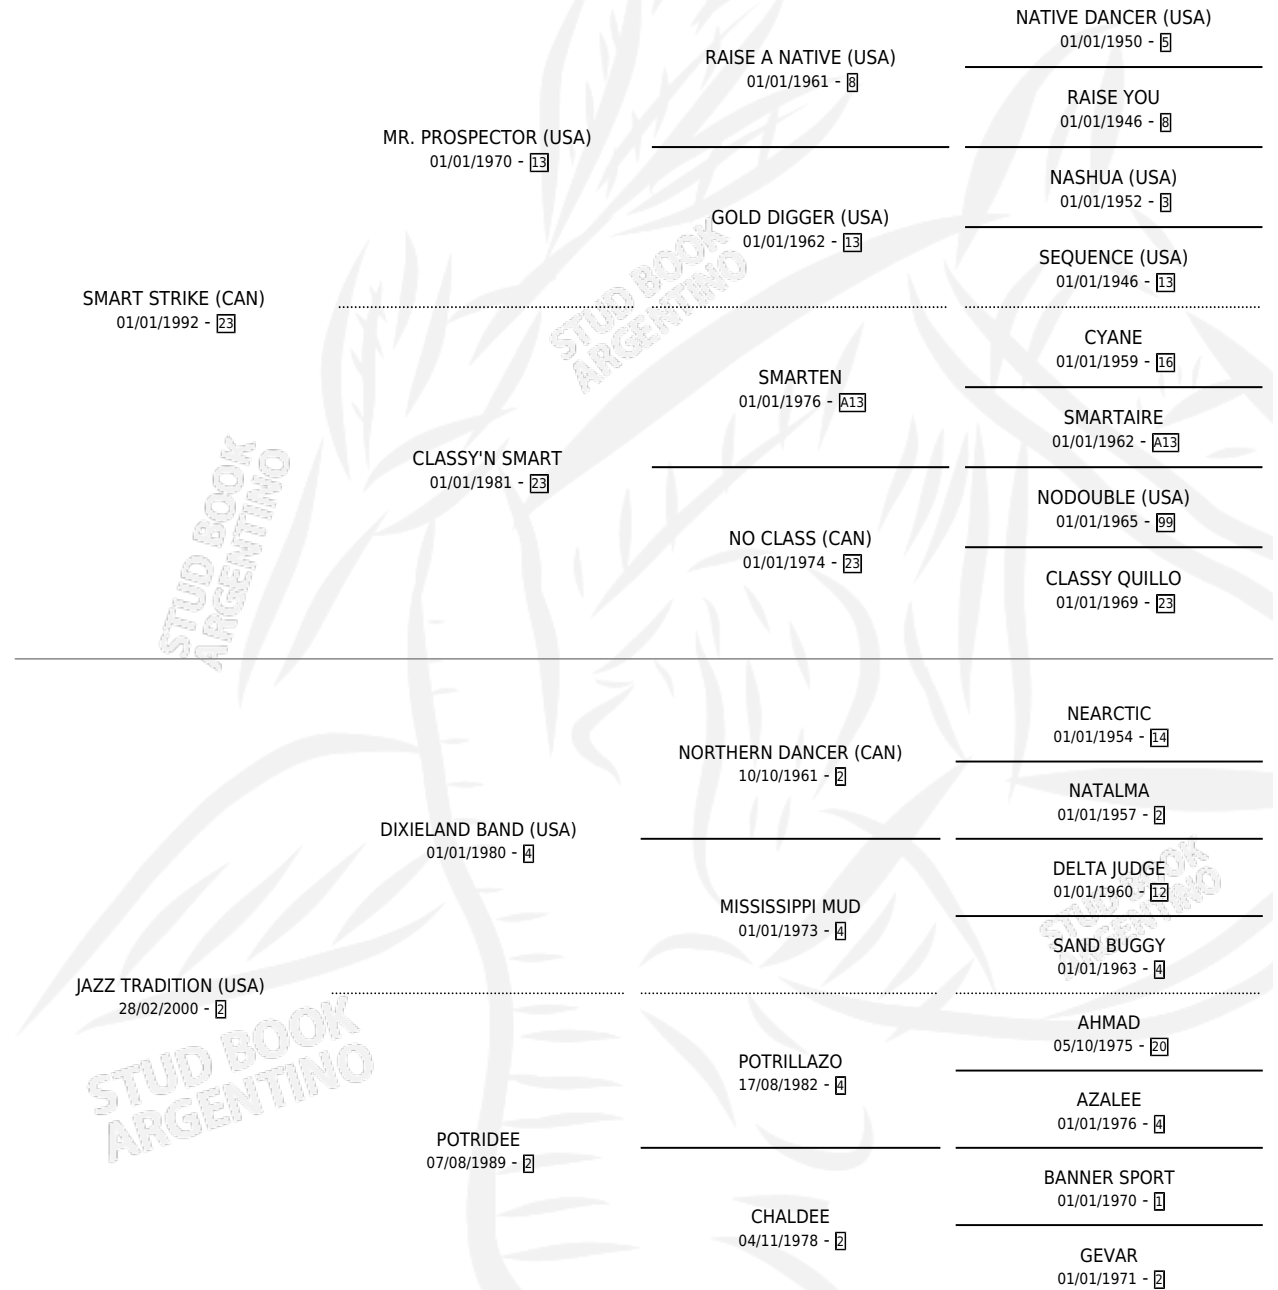 NATIVE DANCER (USA)
01/01/1950 - 5
RAISE A NATIVE (USA)
01/01/1961 - 8
RAISE YOU
01/01/1946 - 8
MR. PROSPECTOR (USA)
01/01/1970 - 13
NASHUA (USA)
01/01/1952 - 3
GOLD DIGGER (USA)
01/01/1962 - 13
SEQUENCE (USA)
01/01/1946 - 13
SMART STRIKE (CAN)
01/01/1992 - 23
STUD BOOK
ARGENTINO
CYANE
01/01/1959 - 16
SMARTEN
01/01/1976 - A13
SMARTAIRE
01/01/1962 - A13
CLASSY'N SMART
01/01/1981 - 23
NODOUBLE (USA)
01/01/1965 - 99
NO CLASS (CAN)
01/01/1974 - 23
CLASSY QUILLO
01/01/1969 - 23
STUD BOOK
ARGENTINO
NEARCTIC
01/01/1954 - 14
NORTHERN DANCER (CAN)
10/10/1961 - 2
NATALMA
01/01/1957 - 2
DIXIELAND BAND (USA)
01/01/1980 - 4
DELTA JUDGE
01/01/1960 - 12
MISSISSIPPI MUD
01/01/1973 - 4
STUD BOOK
ARGENTINO
SAND BUGGY
01/01/1963 - 4
JAZZ TRADITION (USA)
28/02/2000 - 2
STUD BOOK
ARGENTINO
AHMAD
05/10/1975 - 20
POTRILLAZO
17/08/1982 - 4
AZALEE
01/01/1976 - 4
POTRIDEE
07/08/1989 - 2
BANNER SPORT
01/01/1970 - 1
CHALDEE
04/11/1978 - 2
GEVAR
01/01/1971 - 2